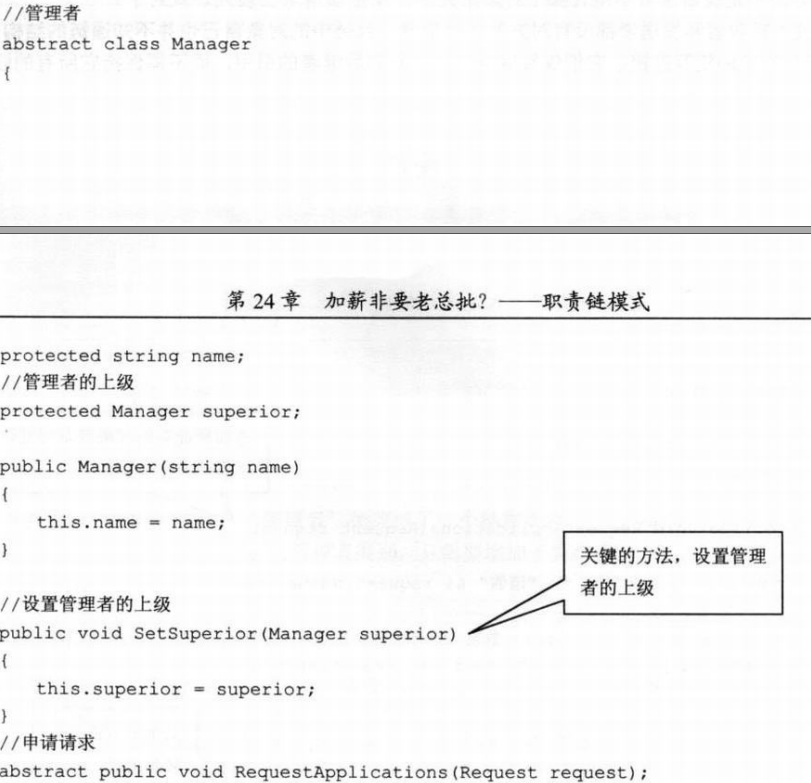 //管理者
abstract class Manager
{
第 24 章 加薪非要老总批？——职责链模式
protected string name;
//管理者的上级
protected Manager superior;
public Manager(string name)
{
this.name = name;
}
关键的方法，设置管理
者的上级
//设置管理者的上级
public void SetSuperior(Manager superior)
{
this.superior = superior;
}
//申请请求
abstract public void RequestApplications(Request request);